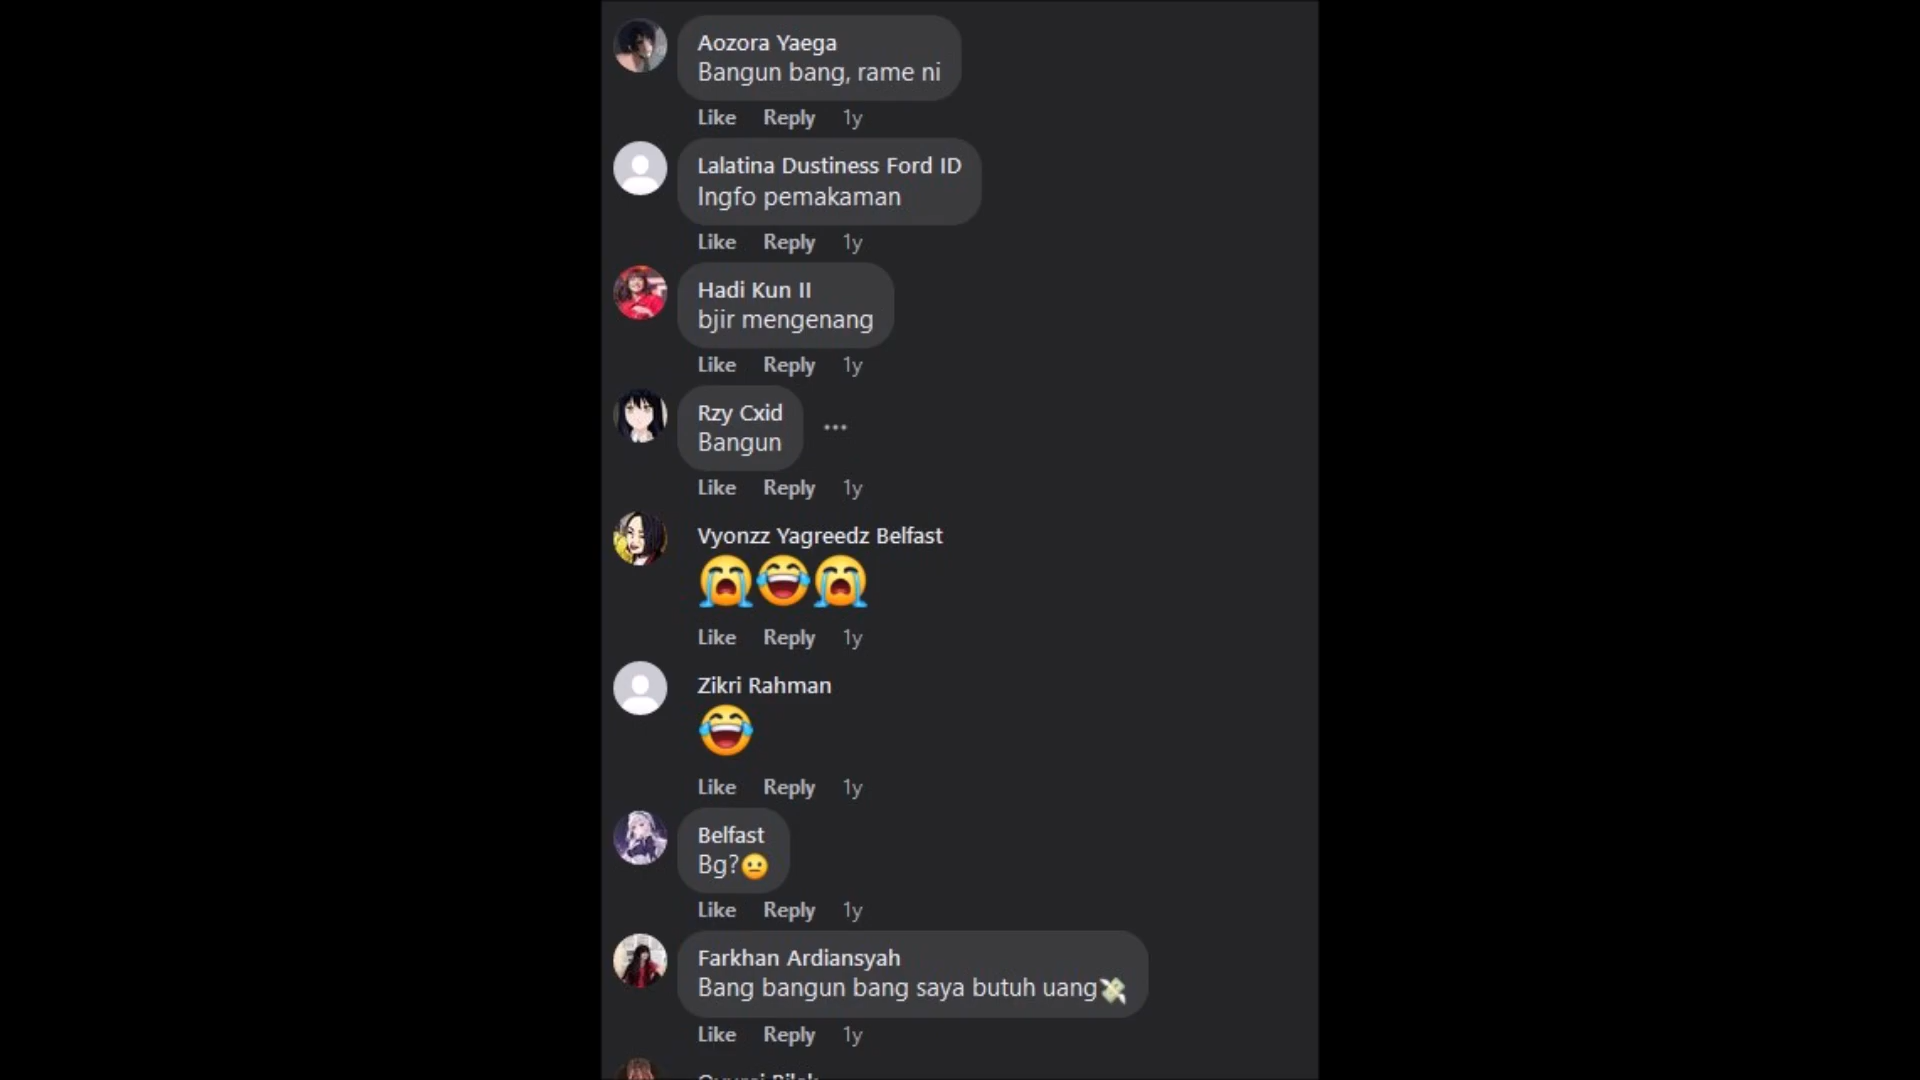 Aozora Yaega
Bangun bang, rame ni
Like Reply 1y
Lalatina Dustiness Ford ID
Ingfo pemakaman
Like Reply 1y
Hadi Kun II
bjir mengenang
Like Reply 1y
Rzy Cxid
Bangun
Like Reply 1y
Vyonzz Yagreedz Belfast
😭😂😭
Like Reply 1y
Zikri Rahman
😂
Like Reply 1y
Belfast
Bg?😐
Like Reply 1y
Farkhan Ardiansyah
Bang bangun bang saya butuh uang💸
Like Reply 1y